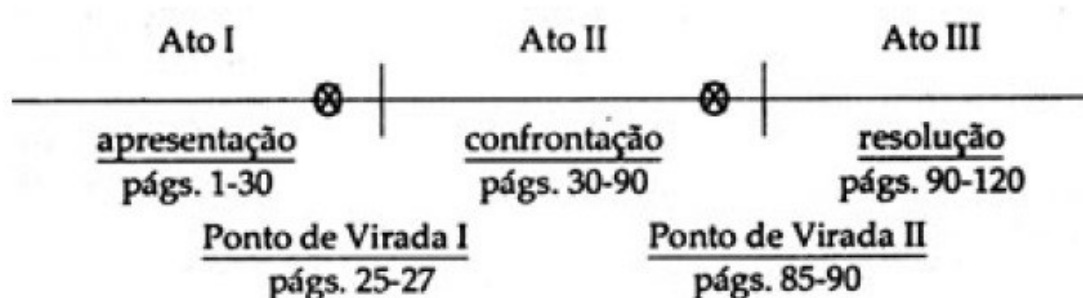 Ato I
Ato II
Ato III
apresentação
págs. 1-30
confrontação
págs. 30-90
resolução
págs. 90-120
Ponto de Virada I
págs. 25-27
Ponto de Virada II
págs. 85-90